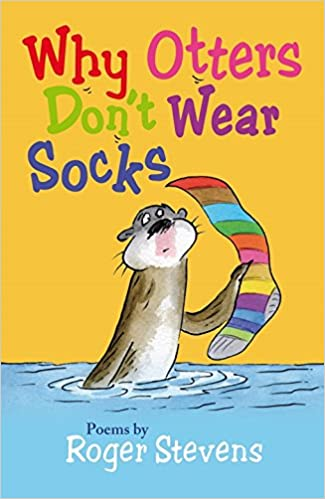 Why Otters
Don't Wear
Socks
Poems by
Roger Stevens